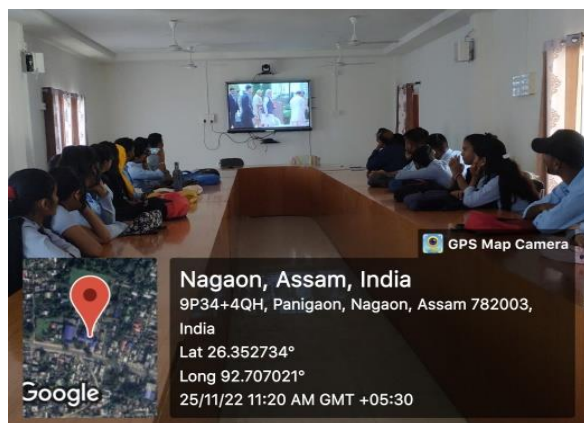 GPS Map Camera
Nagaon, Assam, India
9P34+4QH, Panigaon, Nagaon, Assam 782003,
India
Lat 26.352734°
Long 92.707021°
25/11/22 11:20 AM GMT +05:30
Google